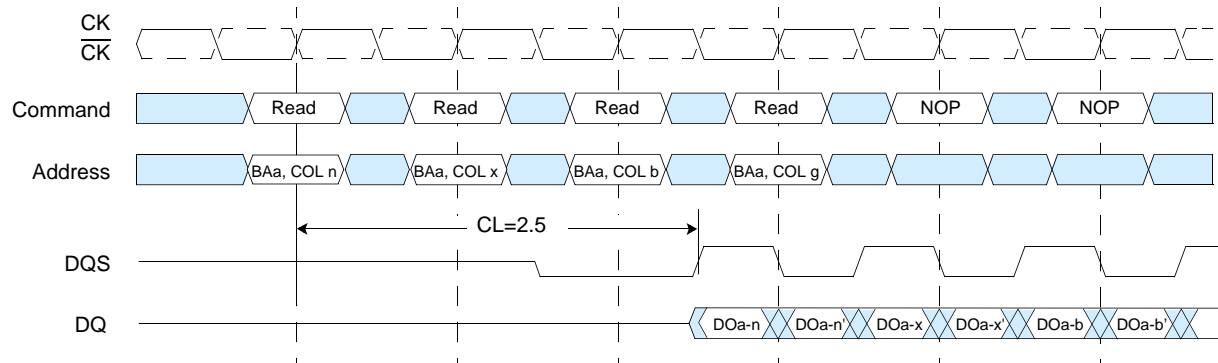 CK
CK
Command Read Read Read Read NOP NOP
Address BAa, COL n BAa, COL x BAa, COL b BAa, COL g
CL=2.5
DQS
DQ DOa-n DOa-n' DOa-x DOa-x' DOa-b DOa-b'